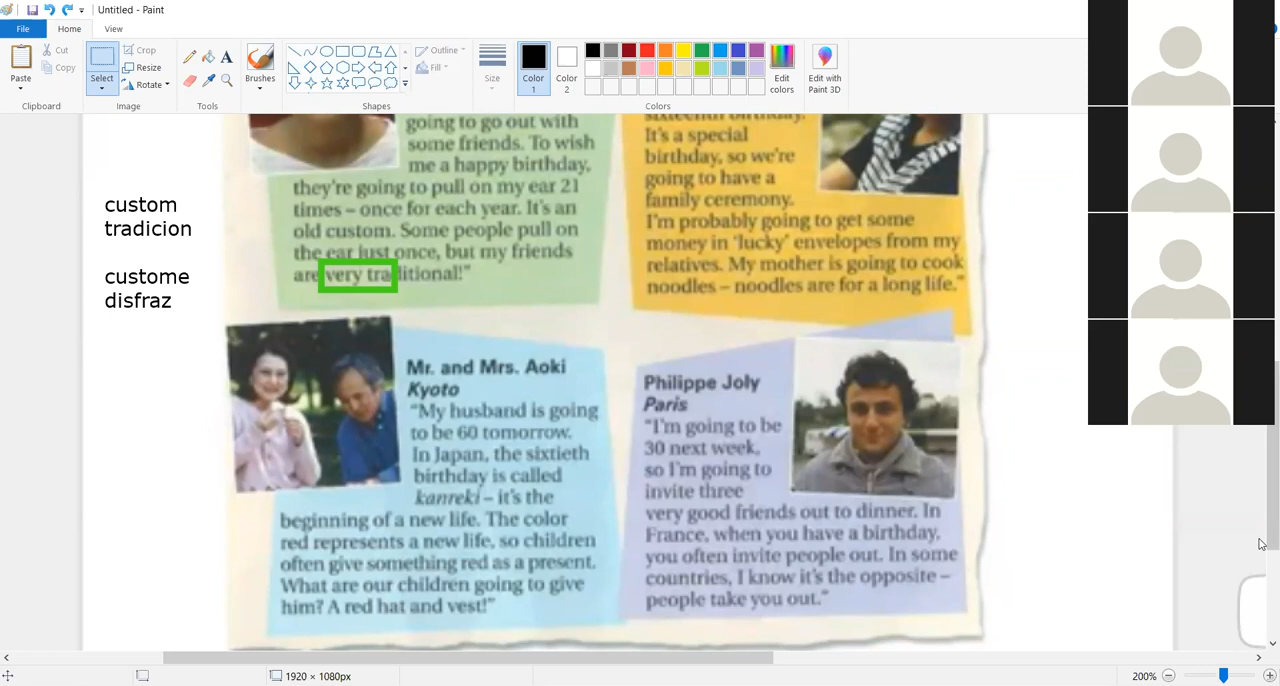 Untitled - Paint
File
Home
View
Paste
Cut
Copy
Clipboard
Select
Crop
Resize
Rotate
Image
A
Tools
Brushes
Shapes
Outline
Fill
Size
Color
1
Color
2
Edit
colors
Colors
Edit with
Paint 3D
custom
tradicion
custome
disfraz
going to go out with
some friends. To wish
me a happy birthday,
they're going to pull on my ear 21
times – once for each year. It's an
old custom. Some people pull on
the ear just once, but my friends
are very traditional!”
sixteenth birthday.
It's a special
birthday, so we're
going to have a
family ceremony.
I'm probably going to get some
money in ‘lucky’ envelopes from my
relatives. My mother is going to cook
noodles – noodles are for a long life.”
Mr. and Mrs. Aoki
Kyoto
“My husband is going
to be 60 tomorrow.
In Japan, the sixtieth
birthday is called
kanreki – it's the
beginning of a new life. The color
red represents a new life, so children
often give something red as a present.
What are our children going to give
him? A red hat and vest!”
Philippe Joly
Paris
“I'm going to be
30 next week,
so I'm going to
invite three
very good friends out to dinner. In
France, when you have a birthday,
you often invite people out. In some
countries, I know it's the opposite –
people take you out.”
1920 × 1080px
200%